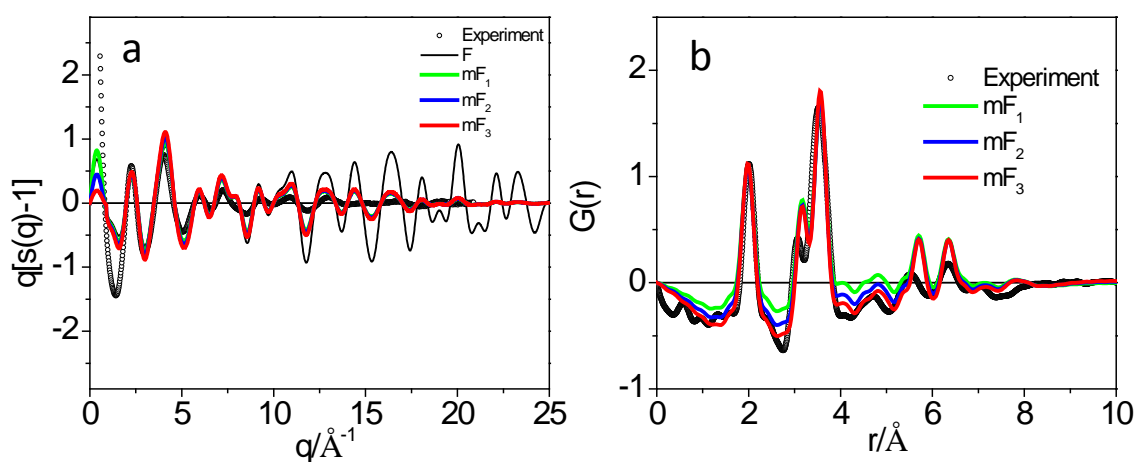 a
Experiment
F
mF₁
mF₂
mF₃
q[s(q)-1]
2
1
0
-1
-2
0 5 10 15 20 25
q/Å⁻¹
b
Experiment
mF₁
mF₂
mF₃
G(r)
2
1
0
-1
0 2 4 6 8 10
r/Å